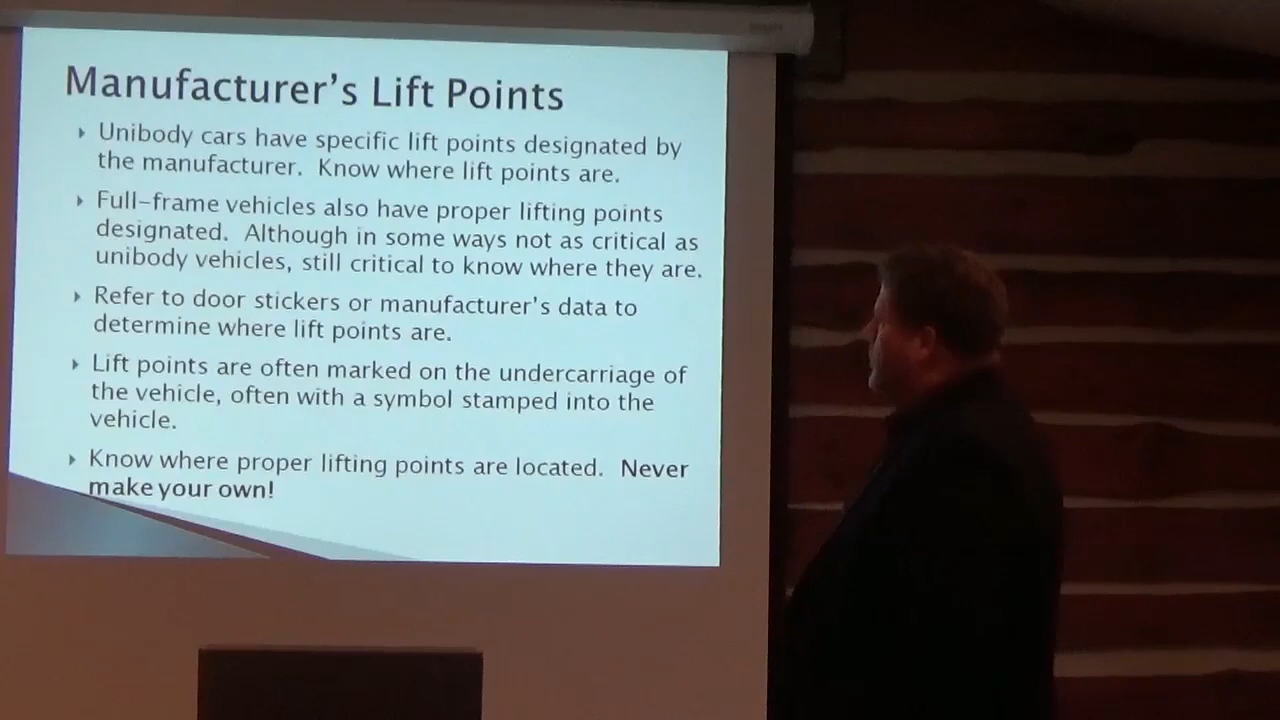 Manufacturer's Lift Points
Unibody cars have specific lift points designated by
the manufacturer. Know where lift points are.
Full-frame vehicles also have proper lifting points
designated. Although in some ways not as critical as
unibody vehicles, still critical to know where they are.
Refer to door stickers or manufacturer's data to
determine where lift points are.
Lift points are often marked on the undercarriage of
the vehicle, often with a symbol stamped into the
vehicle.
Know where proper lifting points are located. Never
make your own!